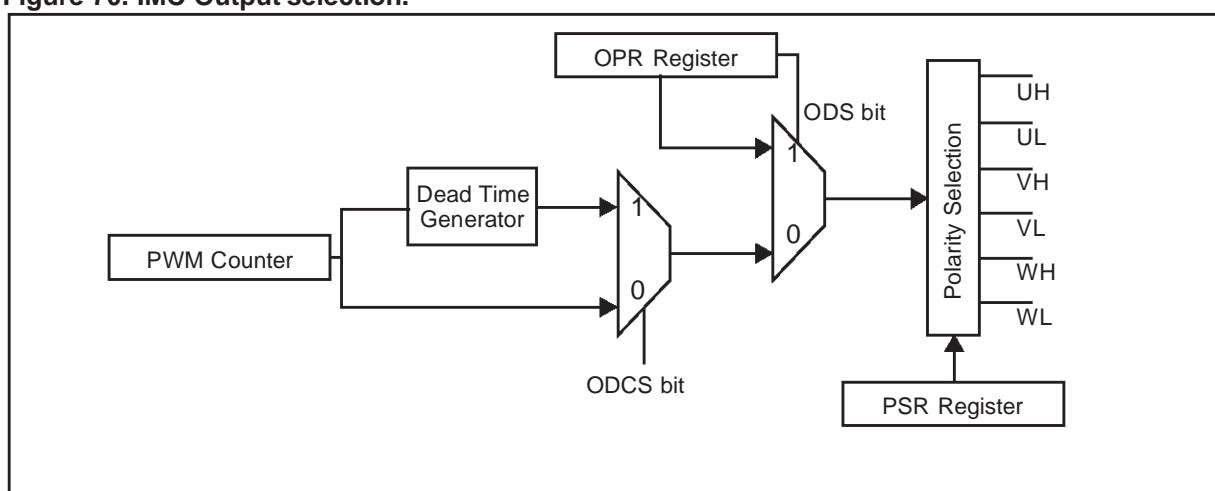 Figure 70. IMC Output selection.
OPR Register
ODS bit
1
0
Dead Time
Generator
1
0
PWM Counter
ODCS bit
Polarity Selection
UH
UL
VH
VL
WH
WL
PSR Register